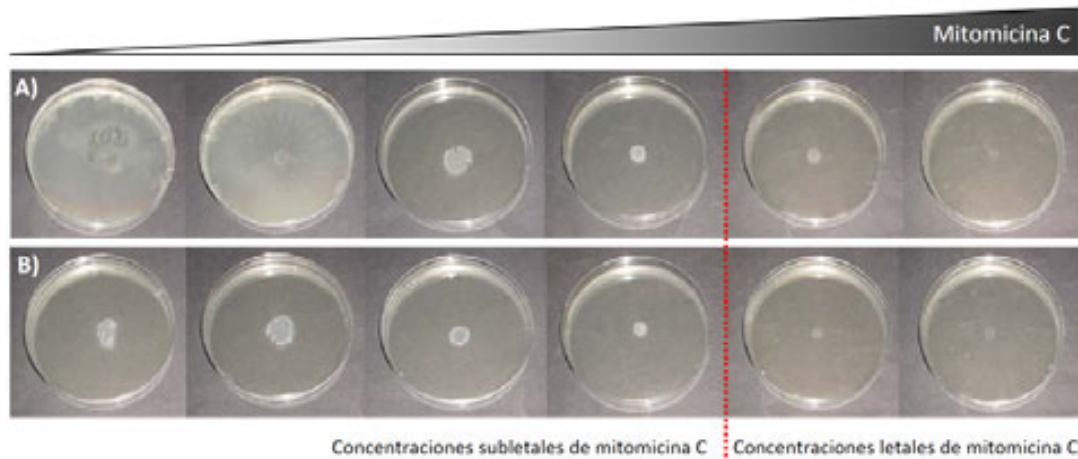 Mitomicina C
A)
B)
Concentraciones subletales de mitomicina C
Concentraciones letales de mitomicina C